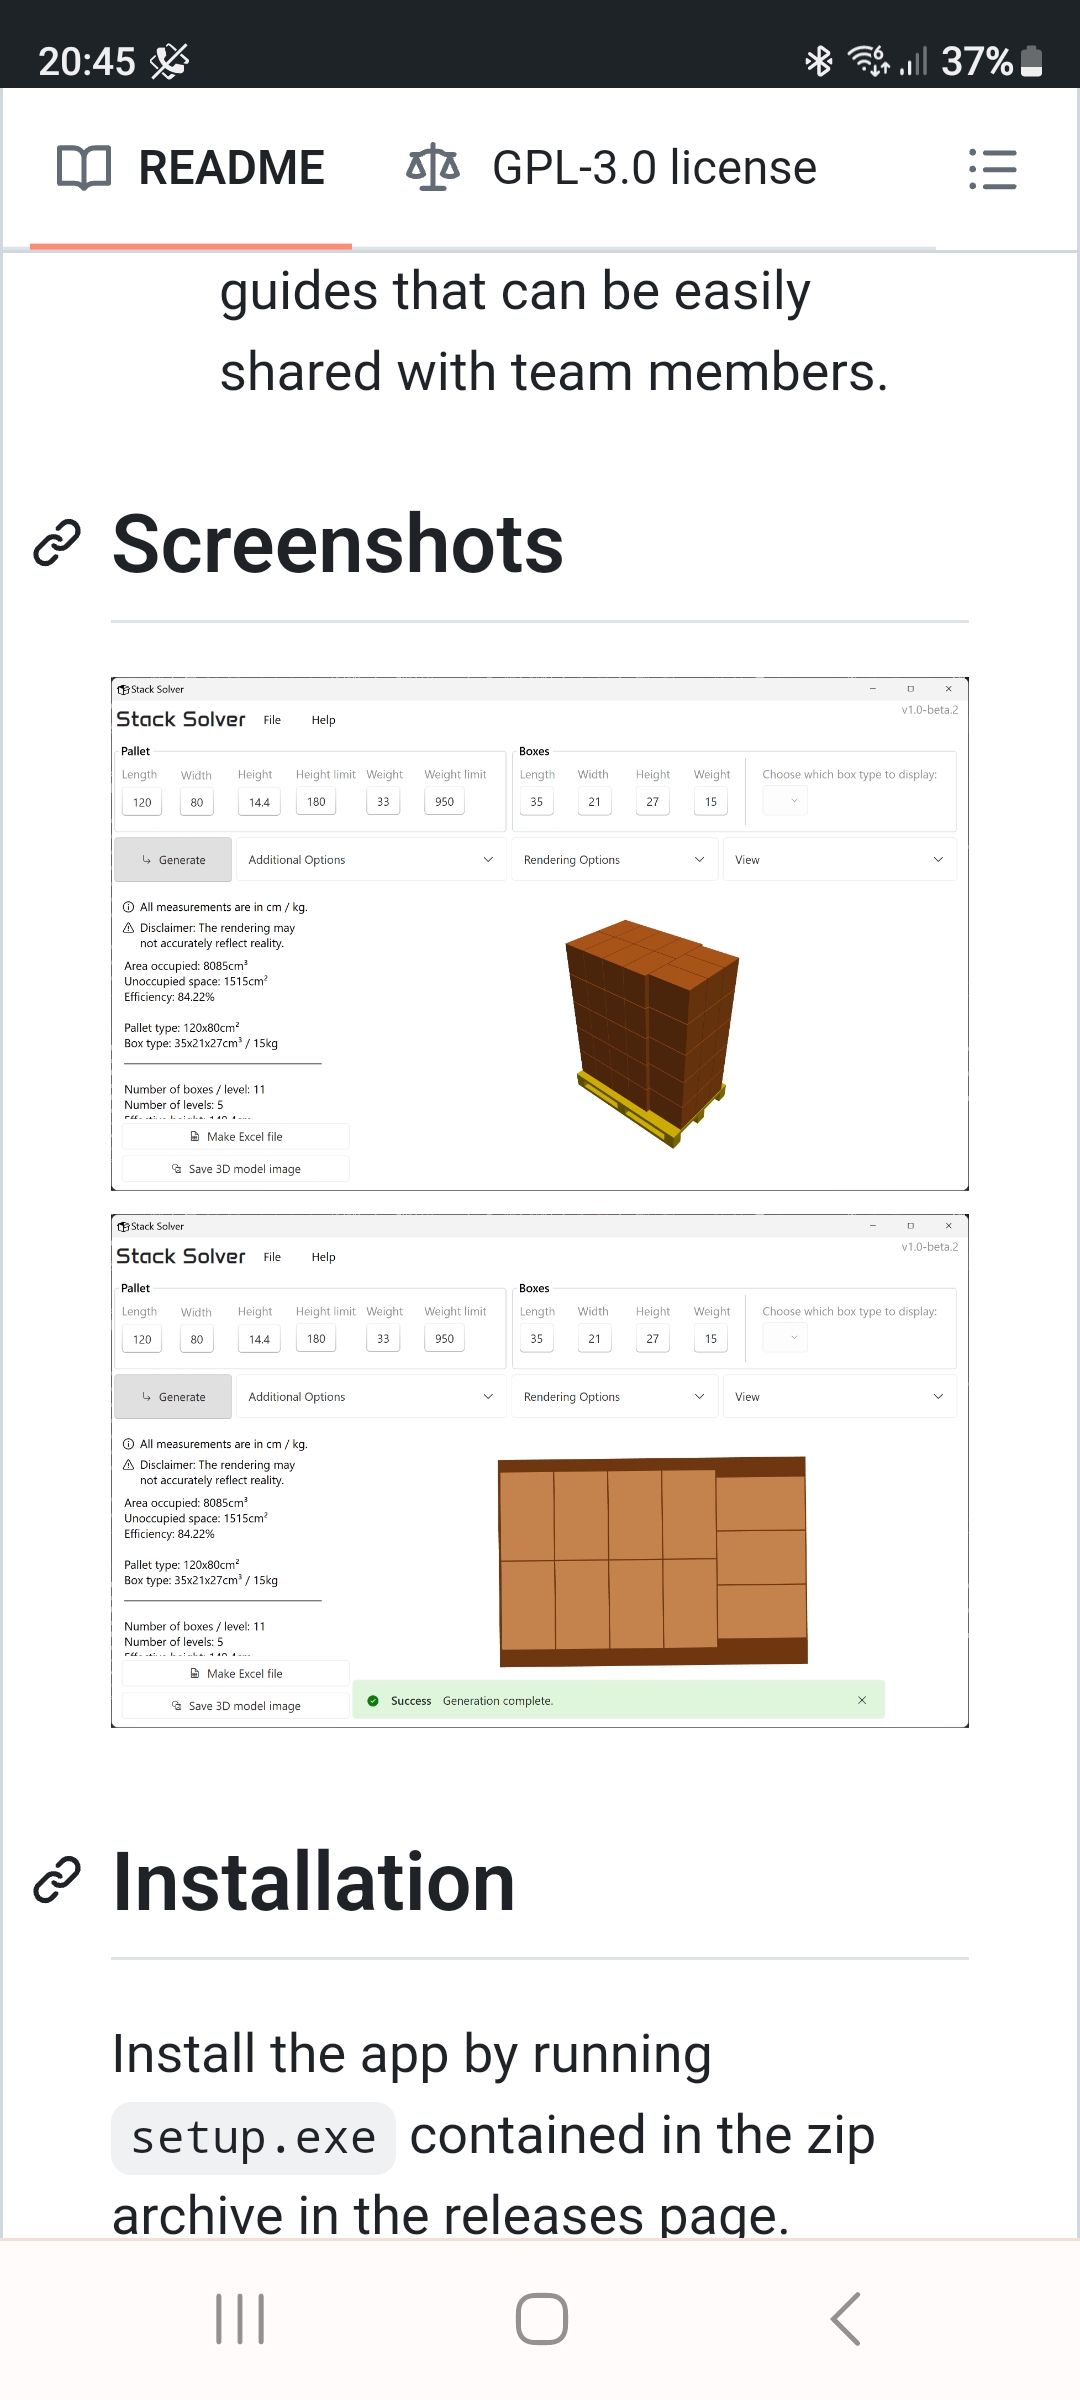 20:45
37%
README
GPL-3.0 license
guides that can be easily
shared with team members.
Screenshots
Stack Solver
Stack Solver File Help
v1.0-beta.2
Pallet
Boxes
Length Width Height Height limit Weight Weight limit
Length Width Height Weight
Choose which box type to display:
120 80 14.4 180 33 950
35 21 27 15
Generate
Additional Options
Rendering Options
View
All measurements are in cm / kg.
Disclaimer: The rendering may
not accurately reflect reality.
Area occupied: 8085cm³
Unoccupied space: 1515cm²
Efficiency: 84.22%
Pallet type: 120x80cm²
Box type: 35x21x27cm³ / 15kg
Number of boxes / level: 11
Number of levels: 5
Make Excel file
Save 3D model image
Stack Solver
Stack Solver File Help
v1.0-beta.2
Pallet
Boxes
Length Width Height Height limit Weight Weight limit
Length Width Height Weight
Choose which box type to display:
120 80 14.4 180 33 950
35 21 27 15
Generate
Additional Options
Rendering Options
View
All measurements are in cm / kg.
Disclaimer: The rendering may
not accurately reflect reality.
Area occupied: 8085cm³
Unoccupied space: 1515cm²
Efficiency: 84.22%
Pallet type: 120x80cm²
Box type: 35x21x27cm³ / 15kg
Number of boxes / level: 11
Number of levels: 5
Make Excel file
Save 3D model image
Success Generation complete.
Installation
Install the app by running
setup.exe contained in the zip
archive in the releases page.